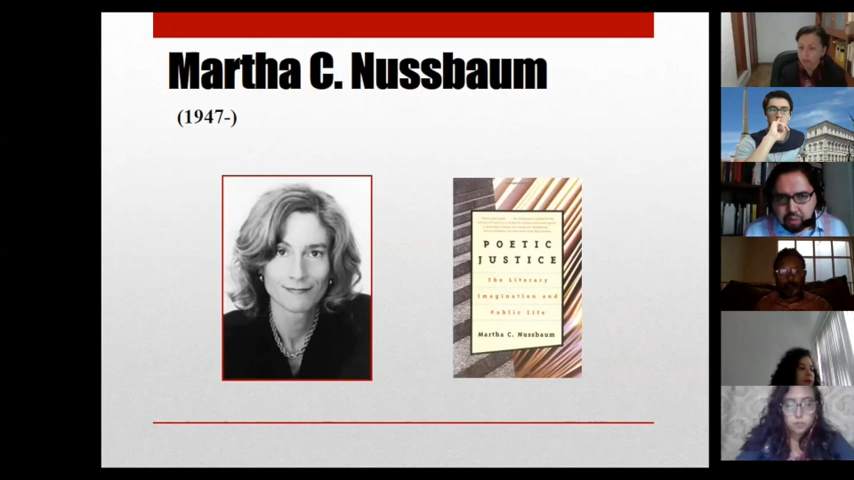 Martha C. Nussbaum
(1947-)
POETIC
JUSTICE
The Literary
Imagination and
Public Life
Martha C. Nussbaum